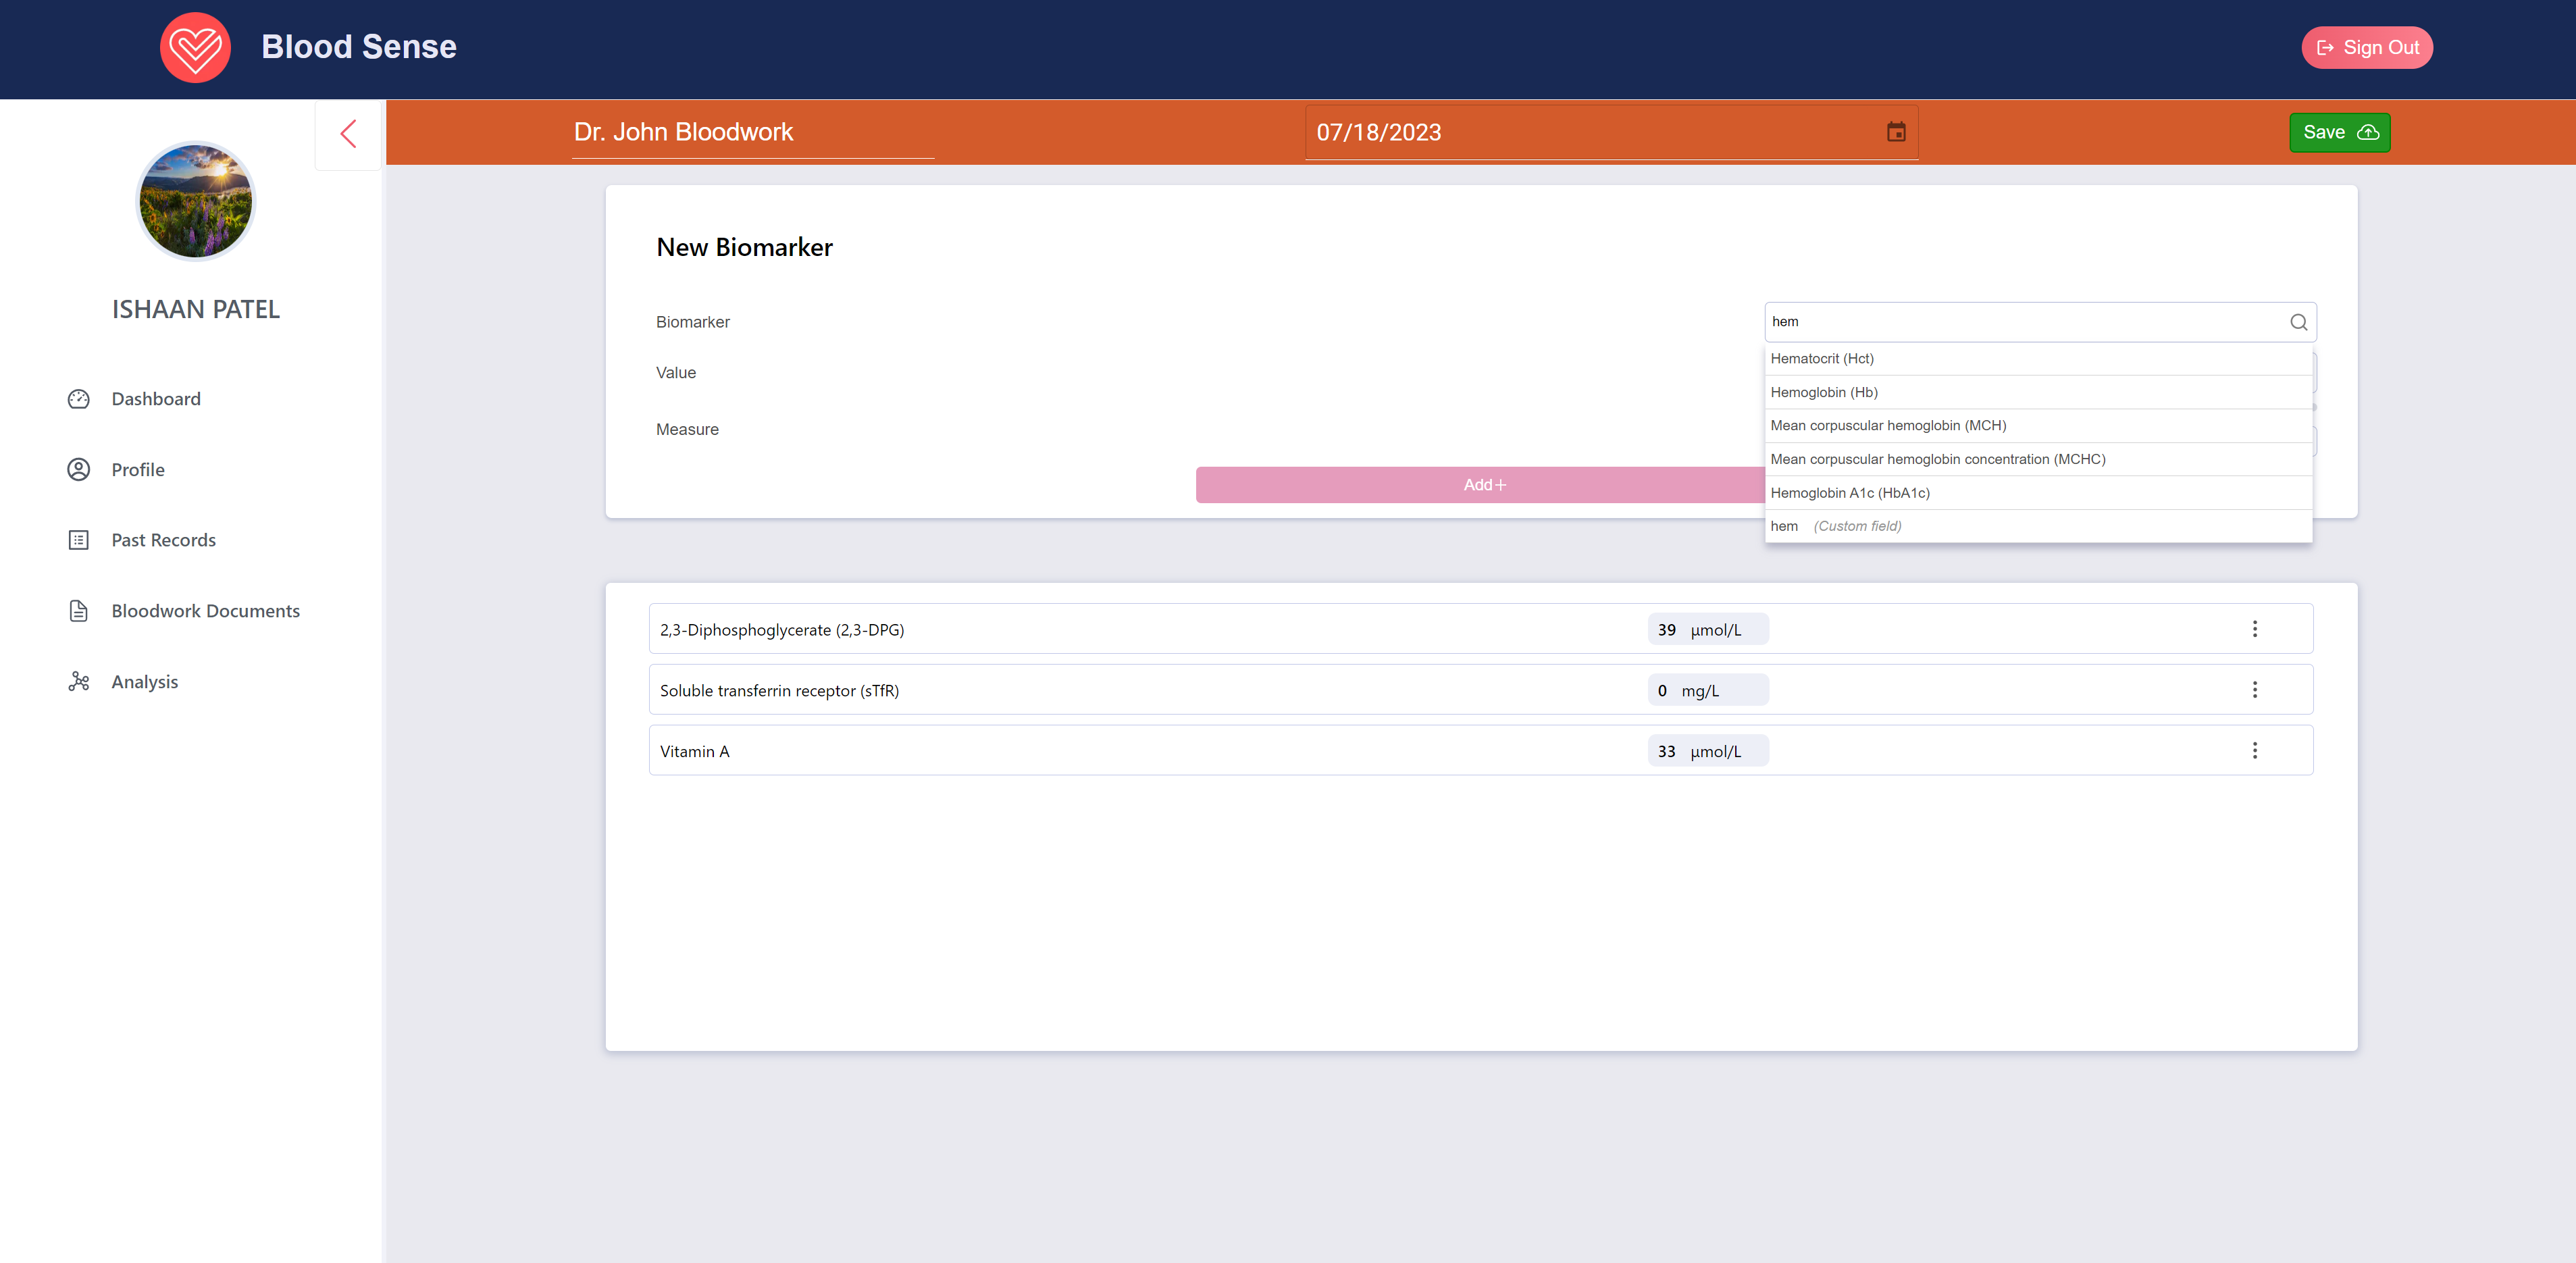 Blood Sense
Sign Out
Dr. John Bloodwork
07/18/2023
Save
ISHAAN PATEL
Dashboard
Profile
Past Records
Bloodwork Documents
Analysis
New Biomarker
Biomarker
hem
Hematocrit (Hct)
Hemoglobin (Hb)
Mean corpuscular hemoglobin (MCH)
Mean corpuscular hemoglobin concentration (MCHC)
Hemoglobin A1c (HbA1c)
hem (Custom field)
Value
Measure
Add+
2,3-Diphosphoglycerate (2,3-DPG) 39 μmol/L
Soluble transferrin receptor (sTfR) 0 mg/L
Vitamin A 33 μmol/L